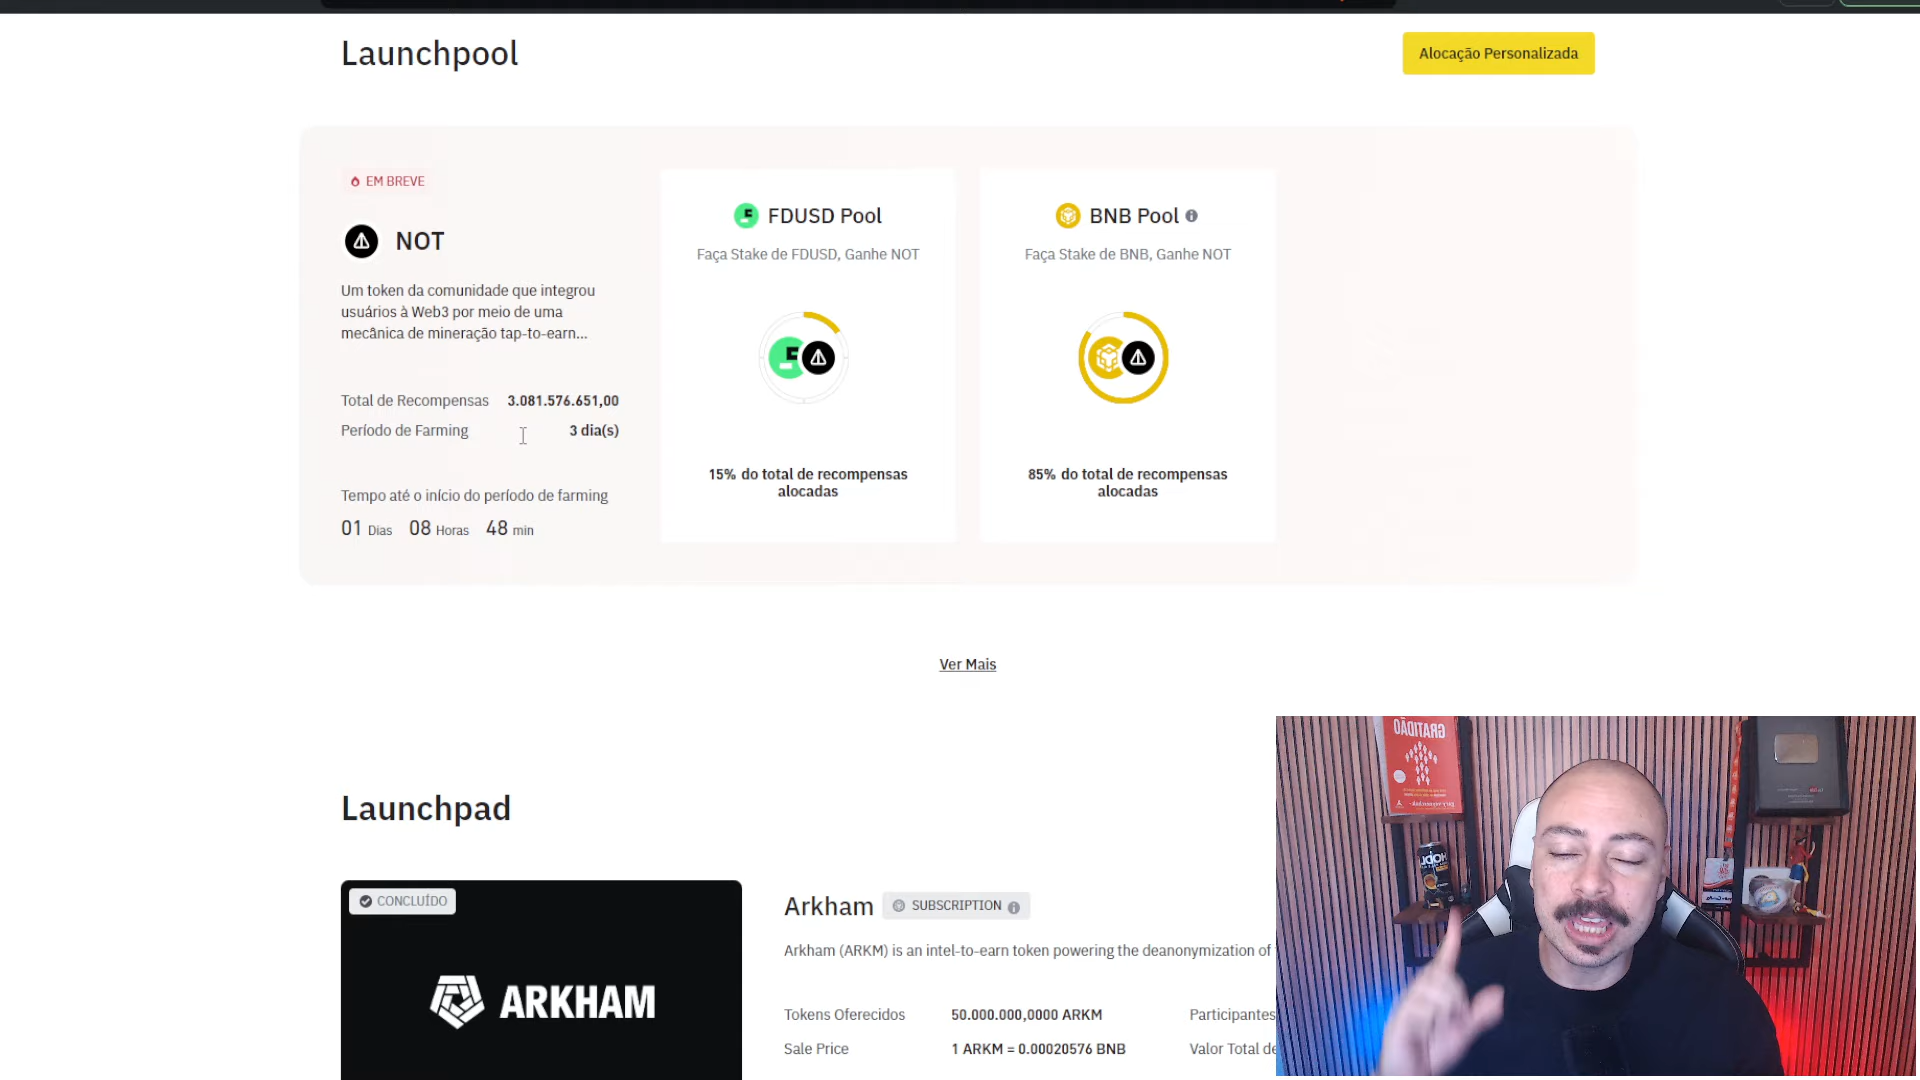 Launchpool
Alocação Personalizada
EM BREVE
NOT
Um token da comunidade que integrou
usuários à Web3 por meio de uma
mecânica de mineração tap-to-earn...
Total de Recompensas 3.081.576.651,00
Período de Farming 3 dia(s)
Tempo até o início do período de farming
01 Dias 08 Horas 48 min
FDUSD Pool
Faça Stake de FDUSD, Ganhe NOT
15% do total de recompensas
alocadas
BNB Pool
Faça Stake de BNB, Ganhe NOT
85% do total de recompensas
alocadas
Ver Mais
Launchpad
CONCLUÍDO
ARKHAM
Arkham SUBSCRIPTION
Arkham (ARKM) is an intel-to-earn token powering the deanonymization of
Tokens Oferecidos 50.000.000,0000 ARKM Participantes
Sale Price 1 ARKM = 0.00020576 BNB Valor Total de
GRATIDÃO